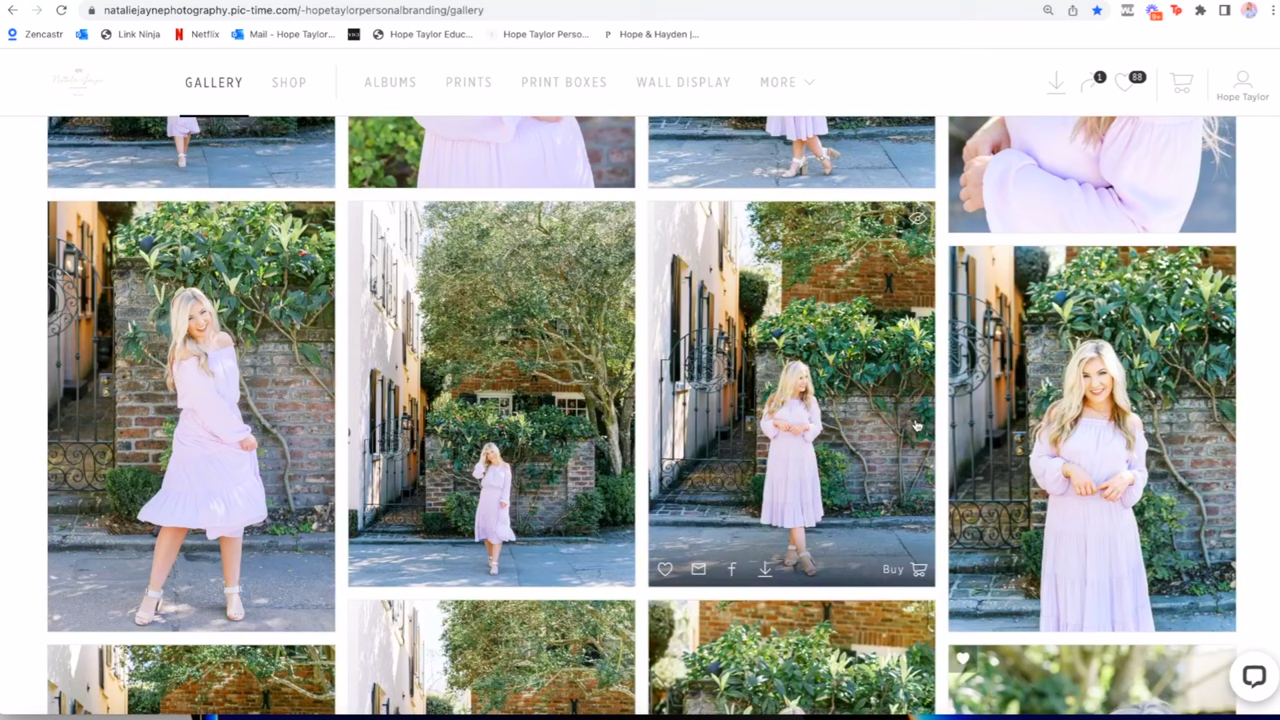 nataliejaynephotography.pic-time.com/-hopetaylorpersonalbranding/gallery
9+
Zencastr
Link Ninja
Netflix
Mail - Hope Taylor...
Hope Taylor Educ...
Hope Taylor Perso...
P Hope & Hayden |...
GALLERY SHOP ALBUMS PRINTS PRINT BOXES WALL DISPLAY MORE
1
88
Hope Taylor
Buy